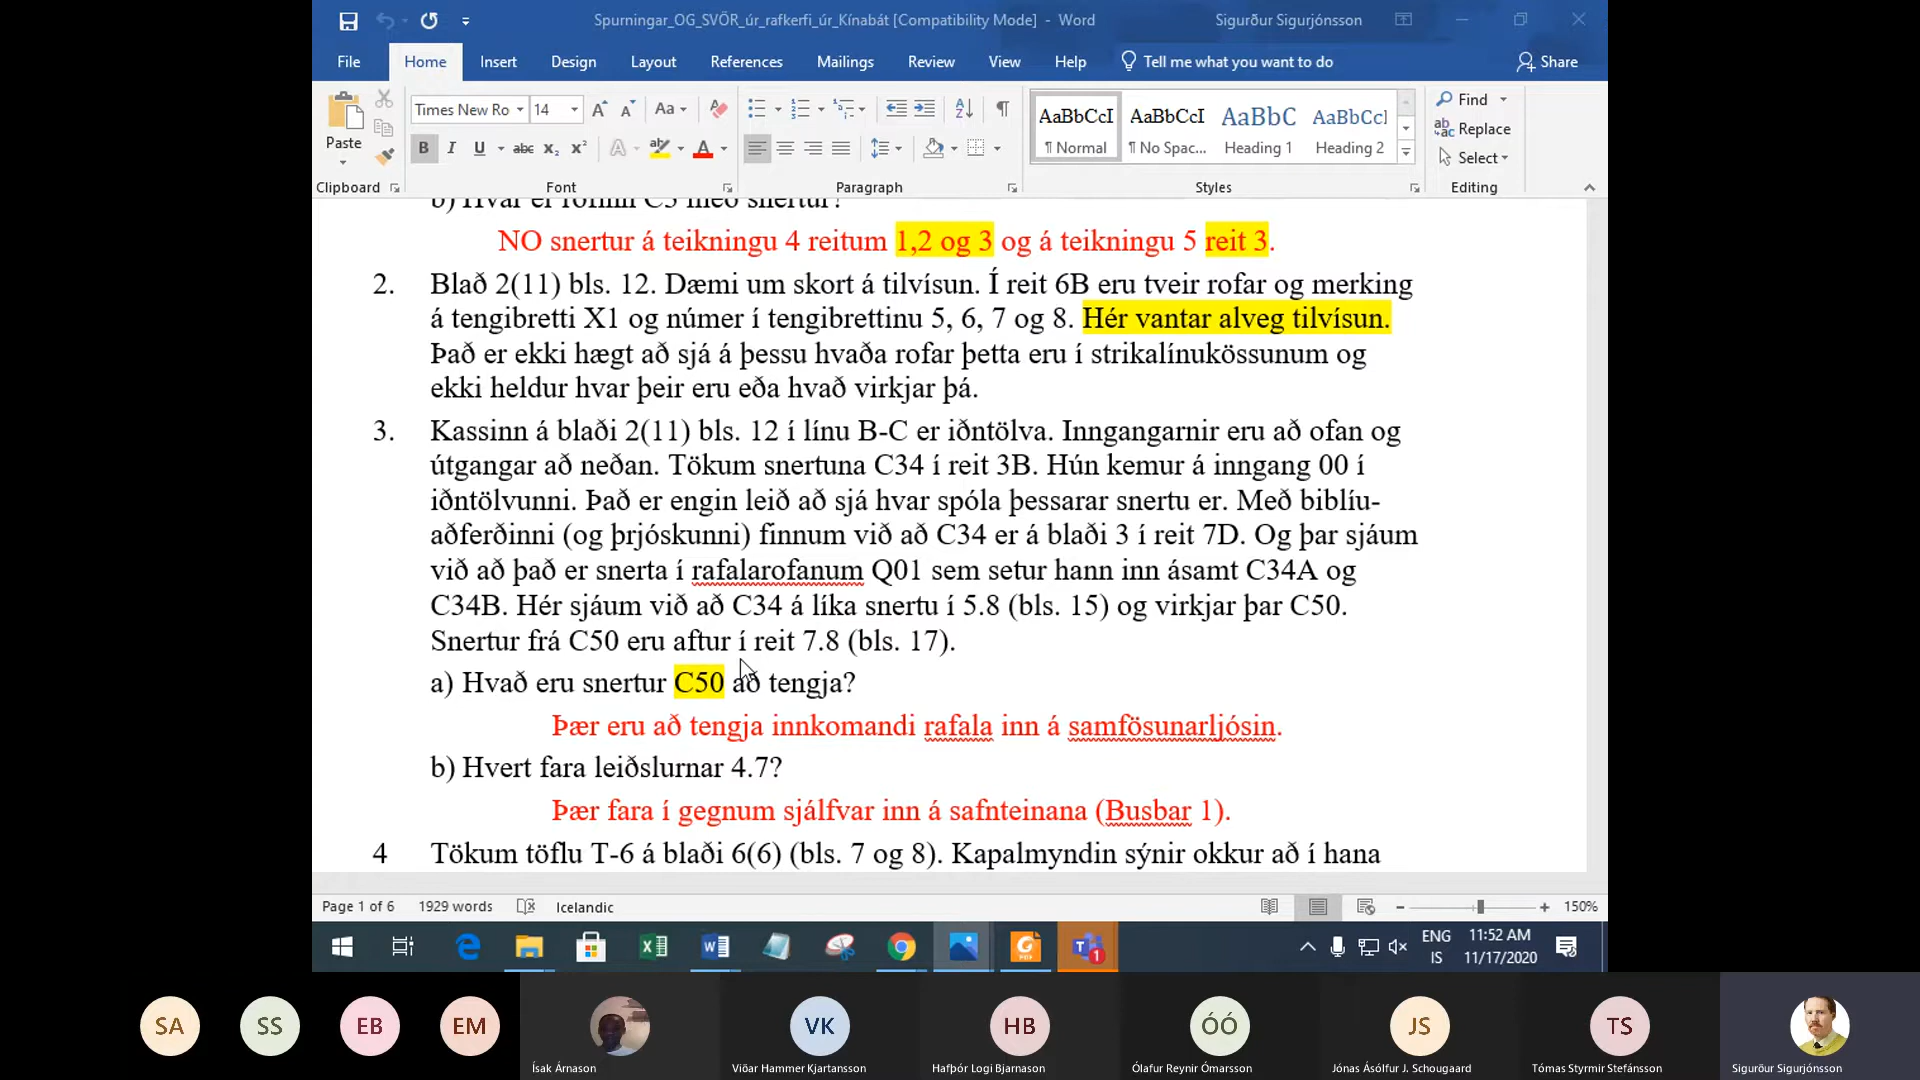 Spurningar_OG_SVÖR_úr_rafkerfi_úr_Kínabát [Compatibility Mode] - Word
Sigurður Sigurjónsson
File Home Insert Design Layout References Mailings Review View Help Tell me what you want to do Share
Times New Ro 14 Aa
Paste
B I U abc X₂ X² A A
AaBbCcI AaBbCcI AaBbC AaBbCcI
¶ Normal ¶ No Spac... Heading 1 Heading 2
Find
Replace
Select
Clipboard Font Paragraph Styles Editing
b) Hvar er rofinn C3 með snertur?
NO snertur á teikningu 4 reitum 1,2 og 3 og á teikningu 5 reit 3.
2. Blað 2(11) bls. 12. Dæmi um skort á tilvísun. Í reit 6B eru tveir rofar og merking
á tengibretti X1 og númer í tengibrettinu 5, 6, 7 og 8. Hér vantar alveg tilvísun.
Það er ekki hægt að sjá á þessu hvaða rofar þetta eru í strikalínukössunum og
ekki heldur hvar þeir eru eða hvað virkjar þá.
3. Kassinn á blaði 2(11) bls. 12 í línu B-C er iðntölva. Inngangarnir eru að ofan og
útgangar að neðan. Tökum snertuna C34 í reit 3B. Hún kemur á inngang 00 í
iðntölvunni. Það er engin leið að sjá hvar spóla þessarar snertu er. Með biblíu-
aðferðinni (og þrjóskunni) finnum við að C34 er á blaði 3 í reit 7D. Og þar sjáum
við að það er snerta í rafalarofanum Q01 sem setur hann inn ásamt C34A og
C34B. Hér sjáum við að C34 á líka snertu í 5.8 (bls. 15) og virkjar þar C50.
Snertur frá C50 eru aftur í reit 7.8 (bls. 17).
a) Hvað eru snertur C50 að tengja?
Þær eru að tengja innkomandi rafala inn á samfösunarljósin.
b) Hvert fara leiðslurnar 4.7?
Þær fara í gegnum sjálfvar inn á safnteinana (Busbar 1).
4 Tökum töflu T-6 á blaði 6(6) (bls. 7 og 8). Kapalmyndin sýnir okkur að í hana
Page 1 of 6 1929 words Icelandic 150%
ENG
IS
11:52 AM
11/17/2020
SA SS EB EM VK HB ÓÓ JS TS
Ísak Árnason Viðar Hammer Kjartansson Hafþór Logi Bjarnason Ólafur Reynir Ómarsson Jónas Ásólfur J. Schougaard Tómas Styrmir Stefánsson Sigurður Sigurjónsson